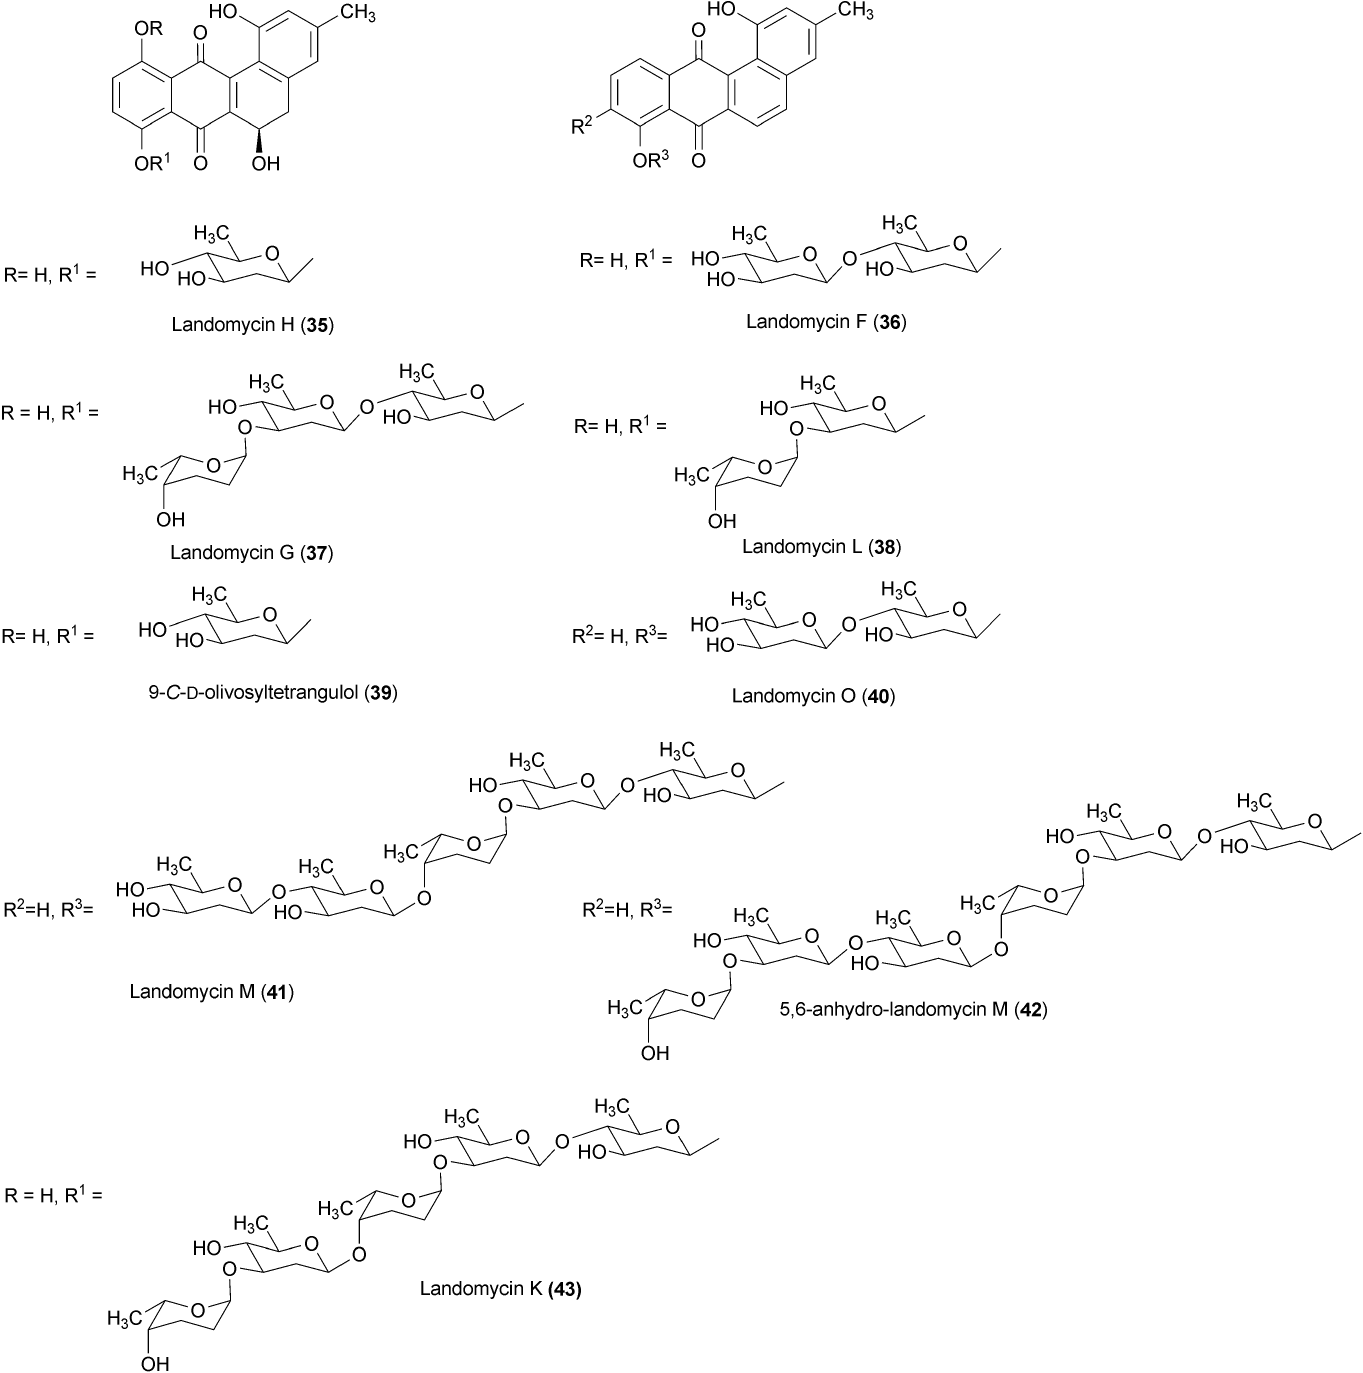 HO CH₃
OR O
OR¹ O OH
HO CH₃
O
R²
OR³ O
R= H, R¹ =
H₃C
HO O
HO
Landomycin H (35)
R= H, R¹ =
H₃C
H₃C O
HO O O HO
HO
Landomycin F (36)
R = H, R¹ =
H₃C
H₃C O
HO O O HO
O
H₃C O
OH
Landomycin G (37)
R= H, R¹ =
H₃C
HO O
O
H₃C O
OH
Landomycin L (38)
R= H, R¹ =
H₃C
HO O
HO
9-C-D-olivosyltetrangulol (39)
R²= H, R³=
H₃C
H₃C O
HO O O HO
HO
Landomycin O (40)
R²=H, R³=
H₃C
H₃C O
HO O O HO
O
H₃C O
H₃C H₃C
HO O O O O
HO HO
Landomycin M (41)
R²=H, R³=
H₃C
H₃C O
HO O O HO
O
H₃C O
H₃C H₃C
HO O O O O
O HO
H₃C O
OH
5,6-anhydro-landomycin M (42)
R = H, R¹ =
H₃C
H₃C O
HO O O HO
O
H₃C O
H₃C
HO O O
O
H₃C O
OH
Landomycin K (43)